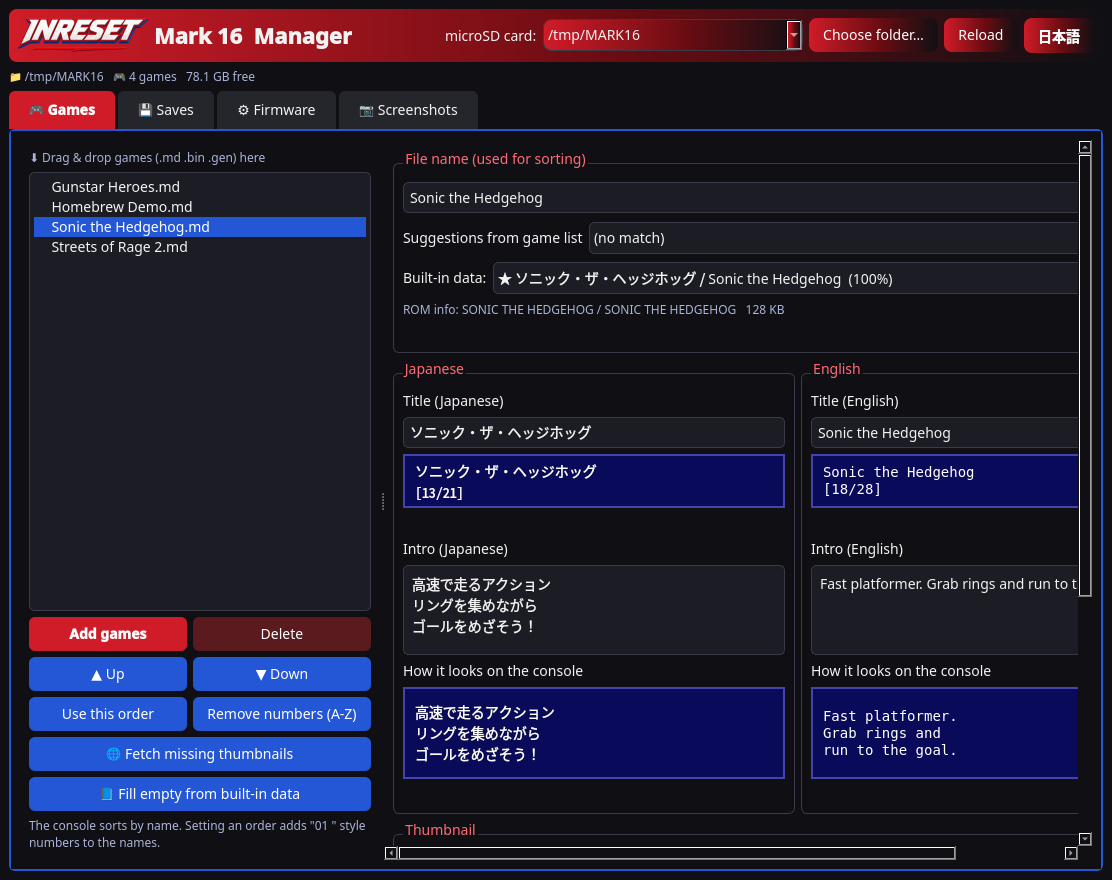 INRESET Mark 16 Manager
microSD card: /tmp/MARK16
Choose folder...
Reload
日本語
/tmp/MARK16 4 games 78.1 GB free
Games
Saves
Firmware
Screenshots
⬇ Drag & drop games (.md .bin .gen) here
Gunstar Heroes.md
Homebrew Demo.md
Sonic the Hedgehog.md
Streets of Rage 2.md
Add games
Delete
▲ Up
▼ Down
Use this order
Remove numbers (A-Z)
Fetch missing thumbnails
Fill empty from built-in data
The console sorts by name. Setting an order adds "01 " style
numbers to the names.
File name (used for sorting)
Sonic the Hedgehog
Suggestions from game list (no match)
Built-in data: ★ ソニック・ザ・ヘッジホッグ / Sonic the Hedgehog (100%)
ROM info: SONIC THE HEDGEHOG / SONIC THE HEDGEHOG 128 KB
Japanese
Title (Japanese)
ソニック・ザ・ヘッジホッグ
ソニック・ザ・ヘッジホッグ
[13/21]
Intro (Japanese)
高速で走るアクション
リングを集めながら
ゴールをめざそう！
How it looks on the console
高速で走るアクション
リングを集めながら
ゴールをめざそう！
English
Title (English)
Sonic the Hedgehog
Sonic the Hedgehog
[18/28]
Intro (English)
Fast platformer. Grab rings and run to t
How it looks on the console
Fast platformer.
Grab rings and
run to the goal.
Thumbnail